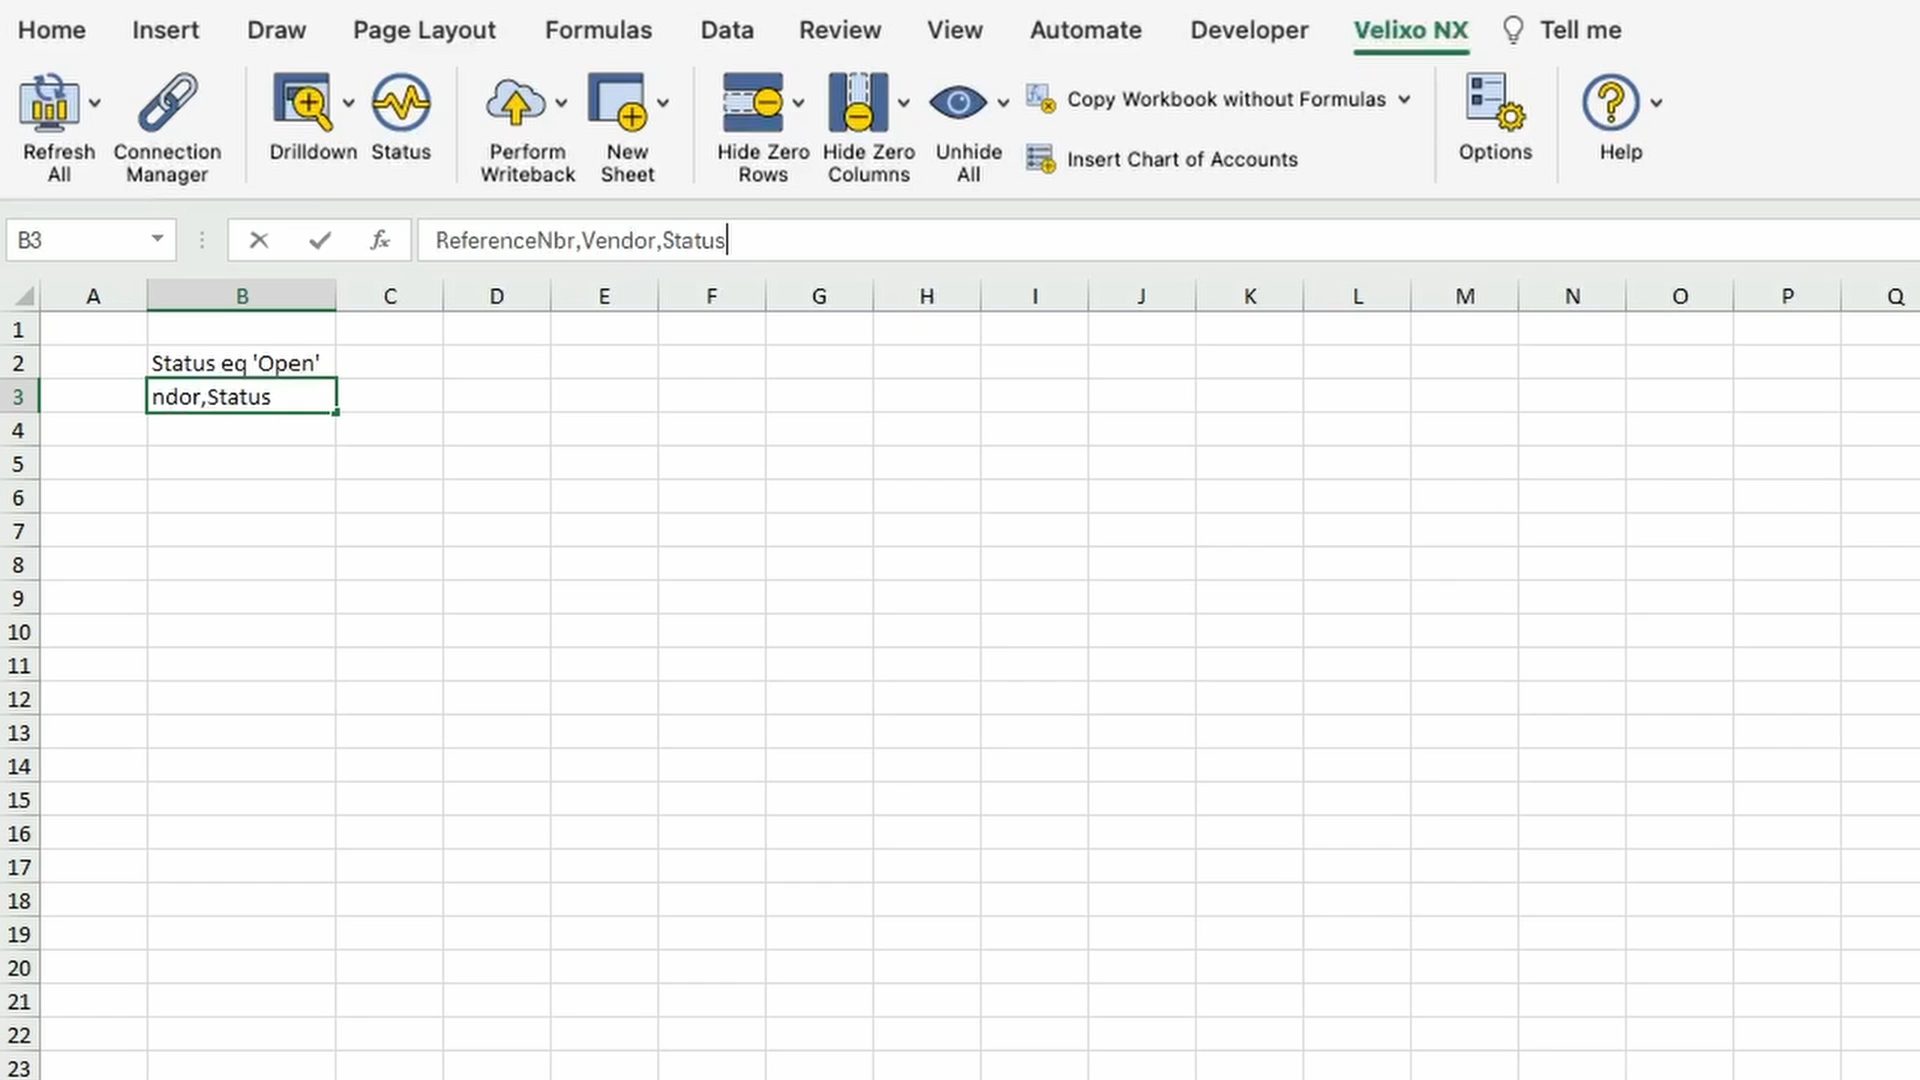 Home Insert Draw Page Layout Formulas Data Review View Automate Developer Velixo NX Tell me
Refresh All
Connection Manager
Drilldown
Status
Perform Writeback
New Sheet
Hide Zero Rows
Hide Zero Columns
Unhide All
Copy Workbook without Formulas
Insert Chart of Accounts
Options
Help
B3 fx ReferenceNbr,Vendor,Status
A B C D E F G H I J K L M N O P Q
1
2 Status eq 'Open'
3 ndor,Status
4
5
6
7
8
9
10
11
12
13
14
15
16
17
18
19
20
21
22
23